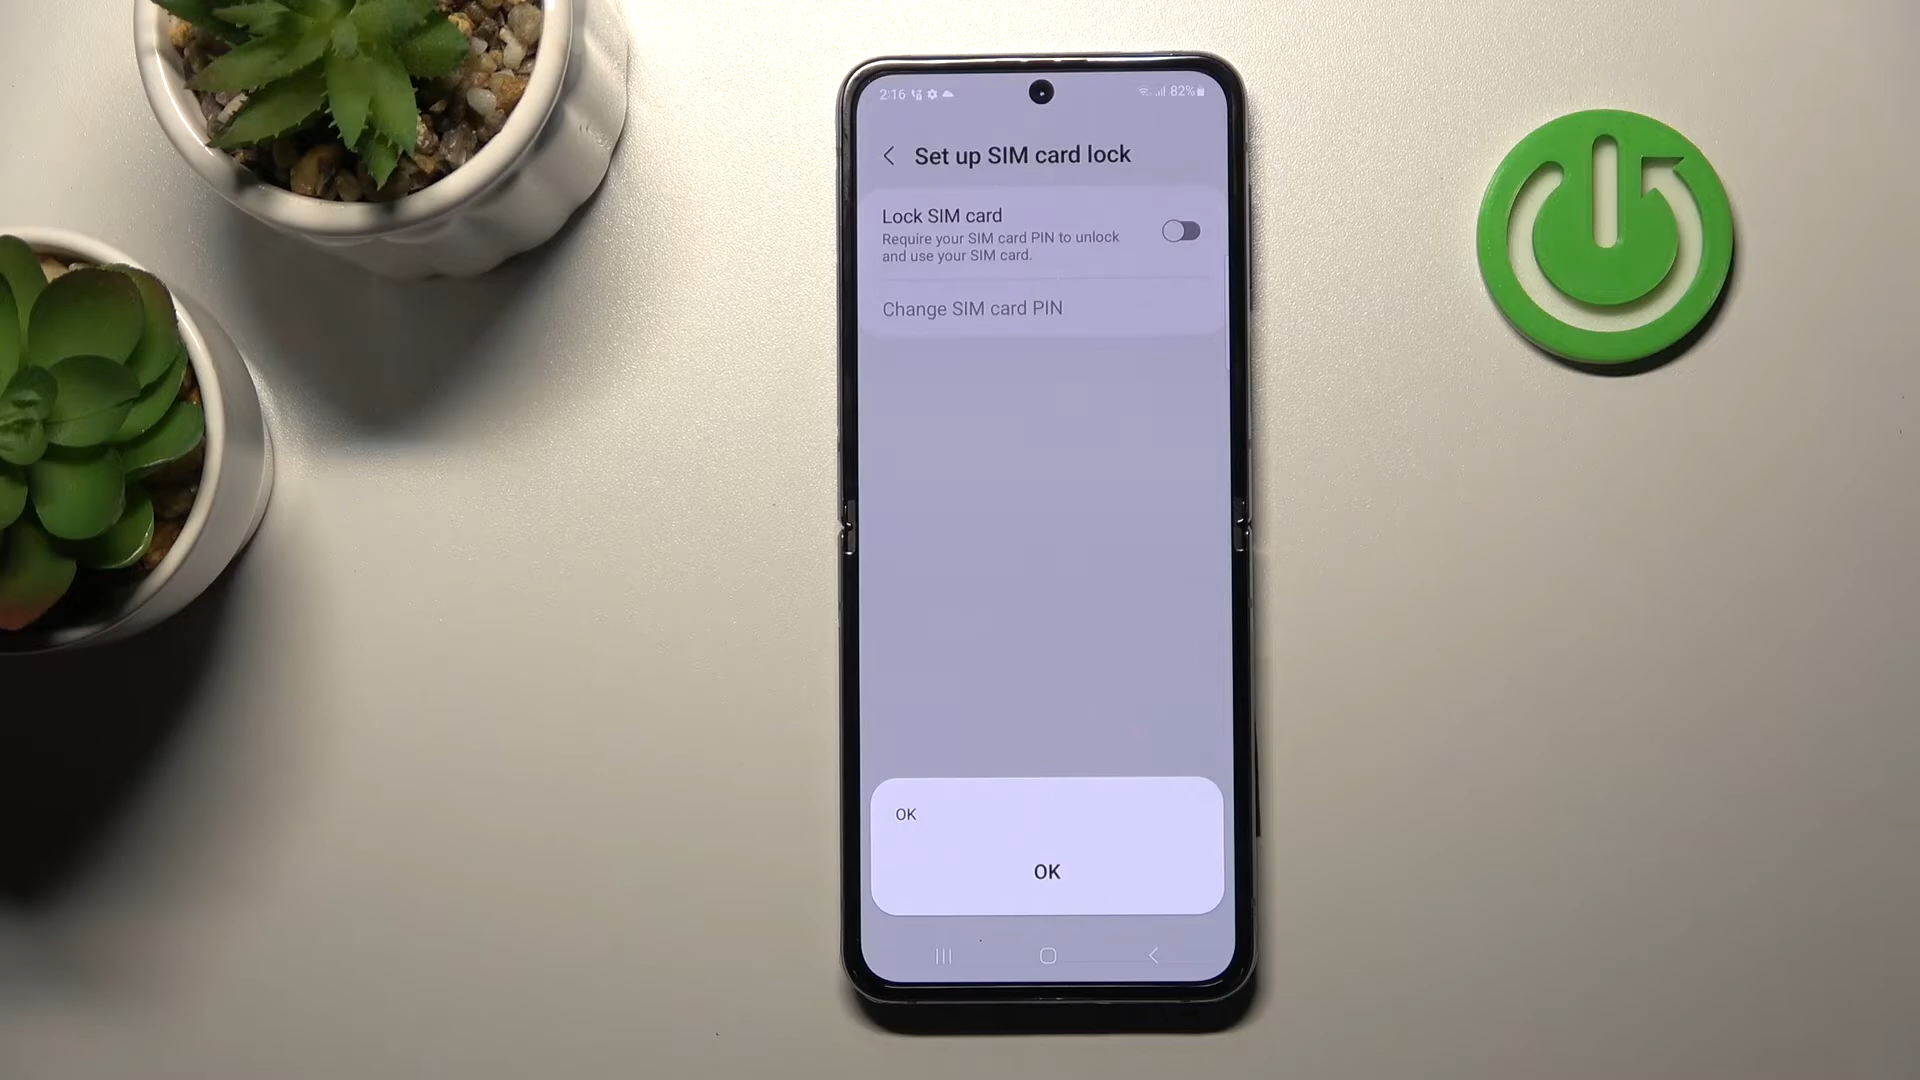 2:16
82%
Set up SIM card lock
Lock SIM card
Require your SIM card PIN to unlock
and use your SIM card.
Change SIM card PIN
OK
OK